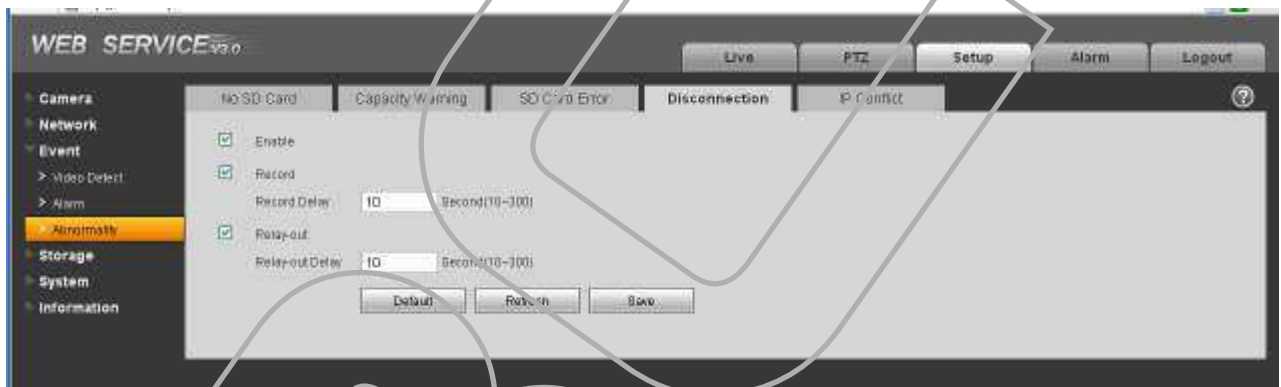 WEB SERVICE V3.0
Live PTZ Setup Alarm Logout
No SD Card Capacity Warning SD Card Error Disconnection IP Conflict
Camera
Network
Event
> Video Detect
> Alarm
> Abnormality
Storage
System
Information
Enable
Record
Record Delay 10 Second(10~300)
Relay-out
Relay-out Delay 10 Second(10~300)
Default Refresh Save